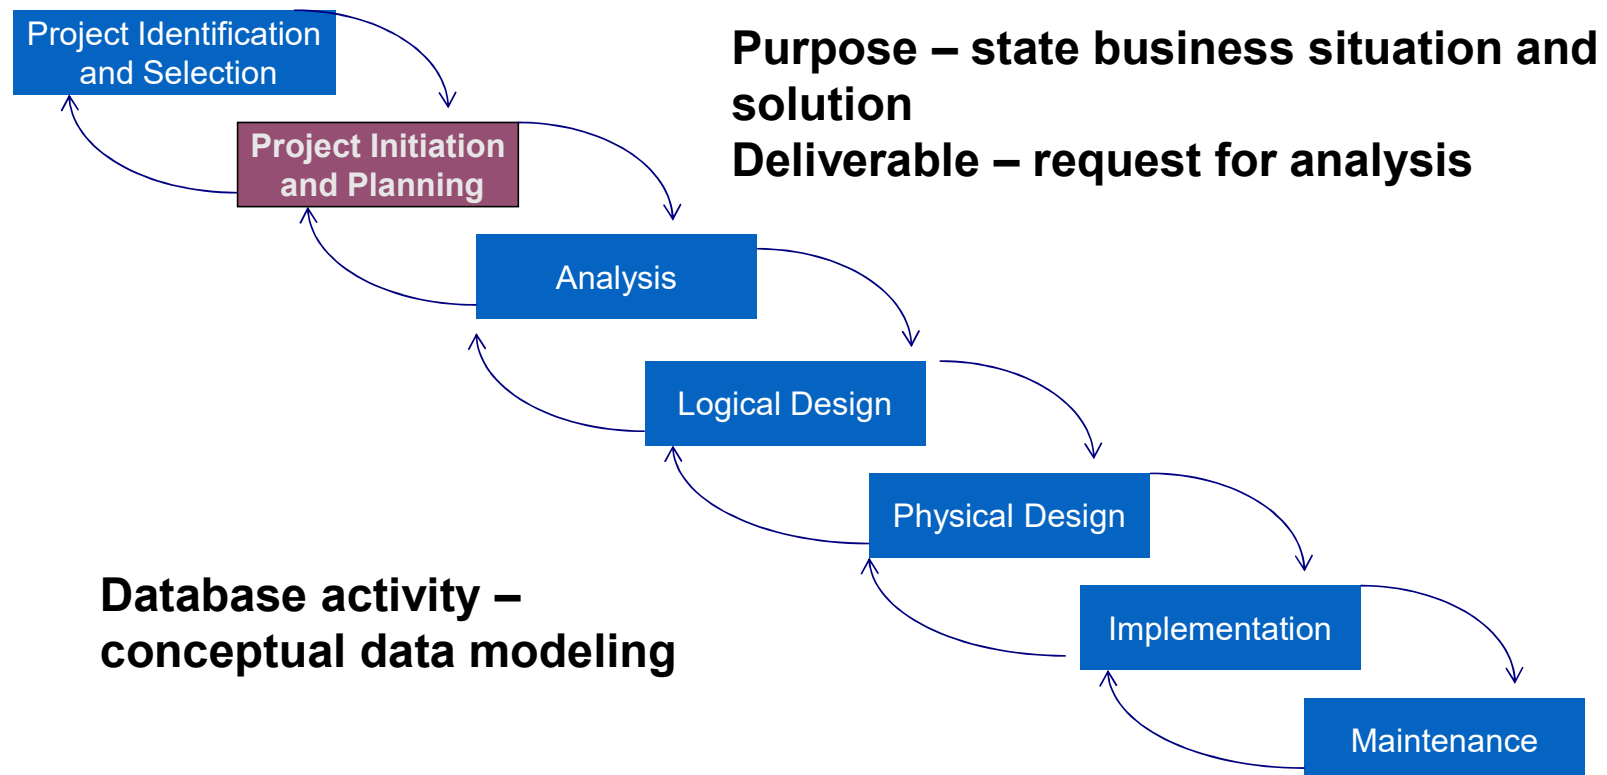 Project Identification
and Selection
Purpose – state business situation and
solution
Deliverable – request for analysis
Project Initiation
and Planning
Analysis
Logical Design
Physical Design
Database activity –
conceptual data modeling
Implementation
Maintenance